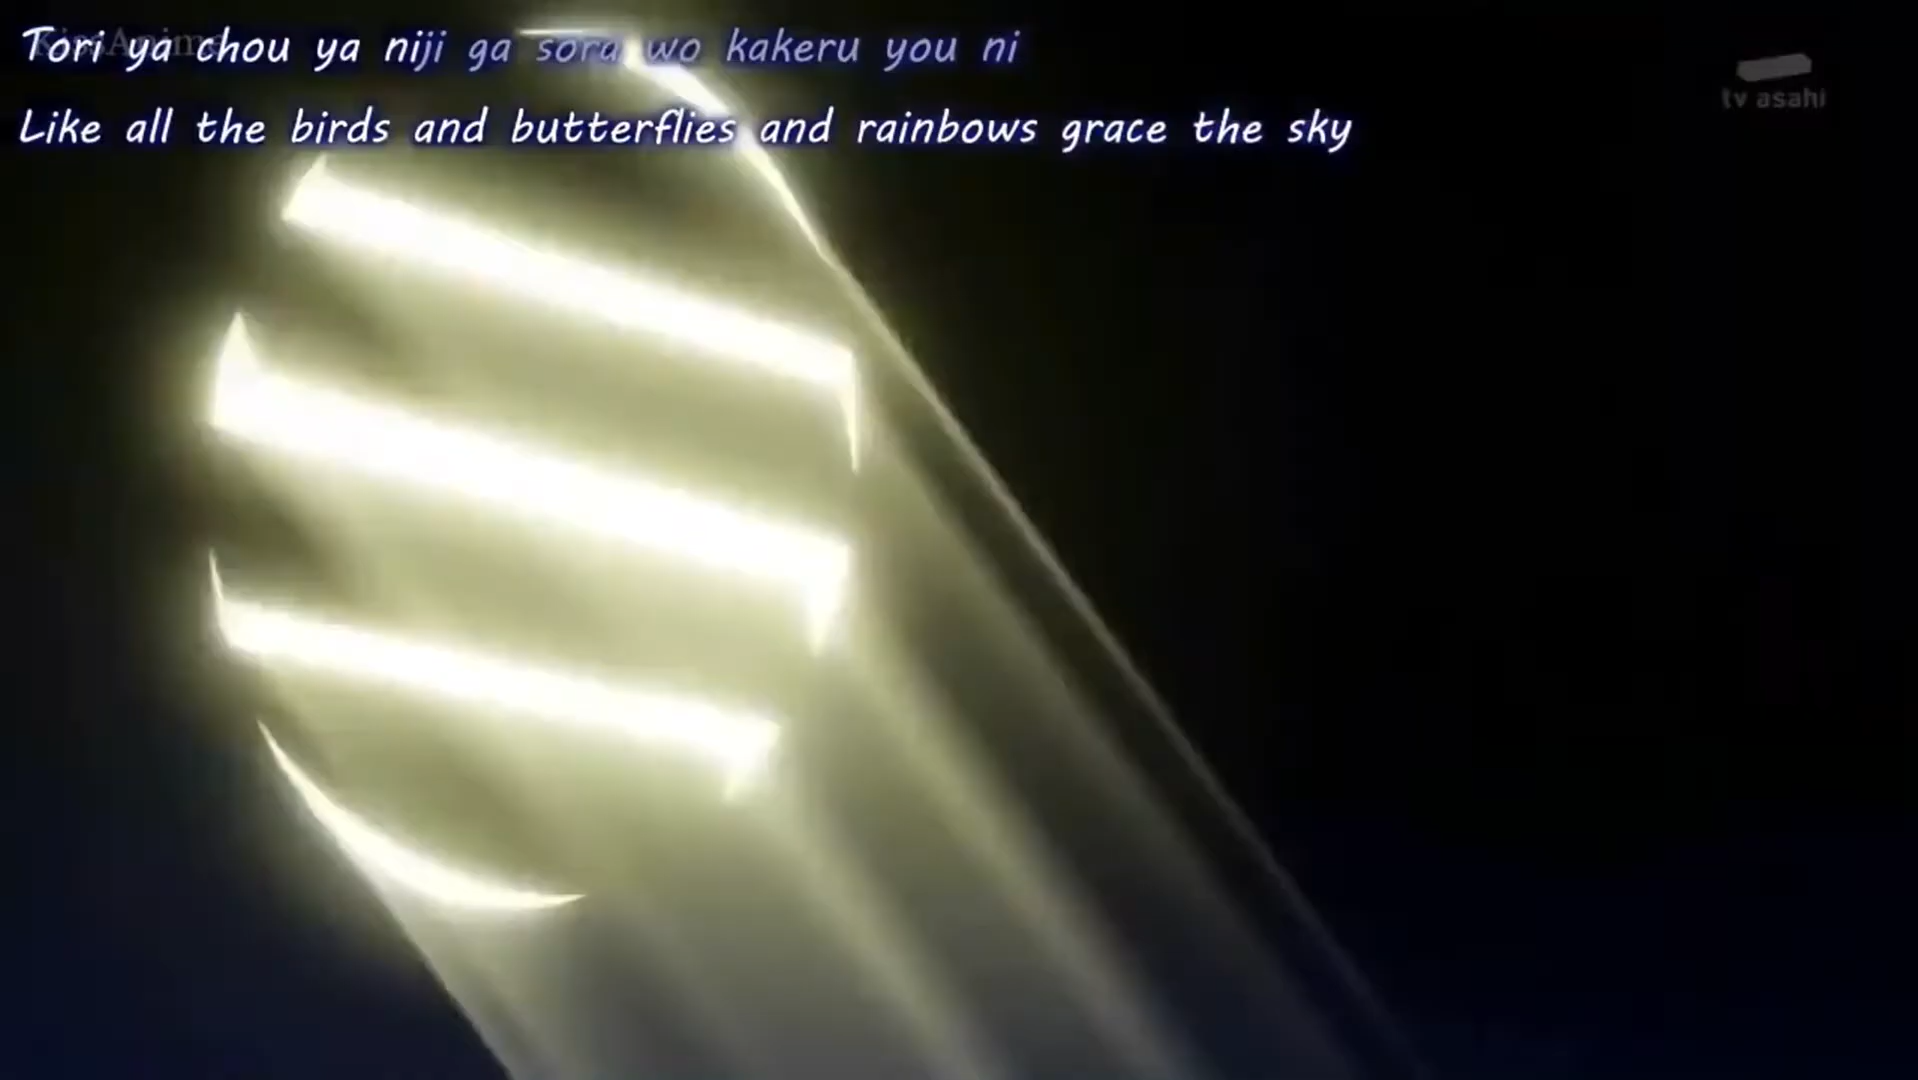 Tori ya chou ya niji ga sora wo kakeru you ni
KissAnime
Like all the birds and butterflies and rainbows grace the sky
tv asahi